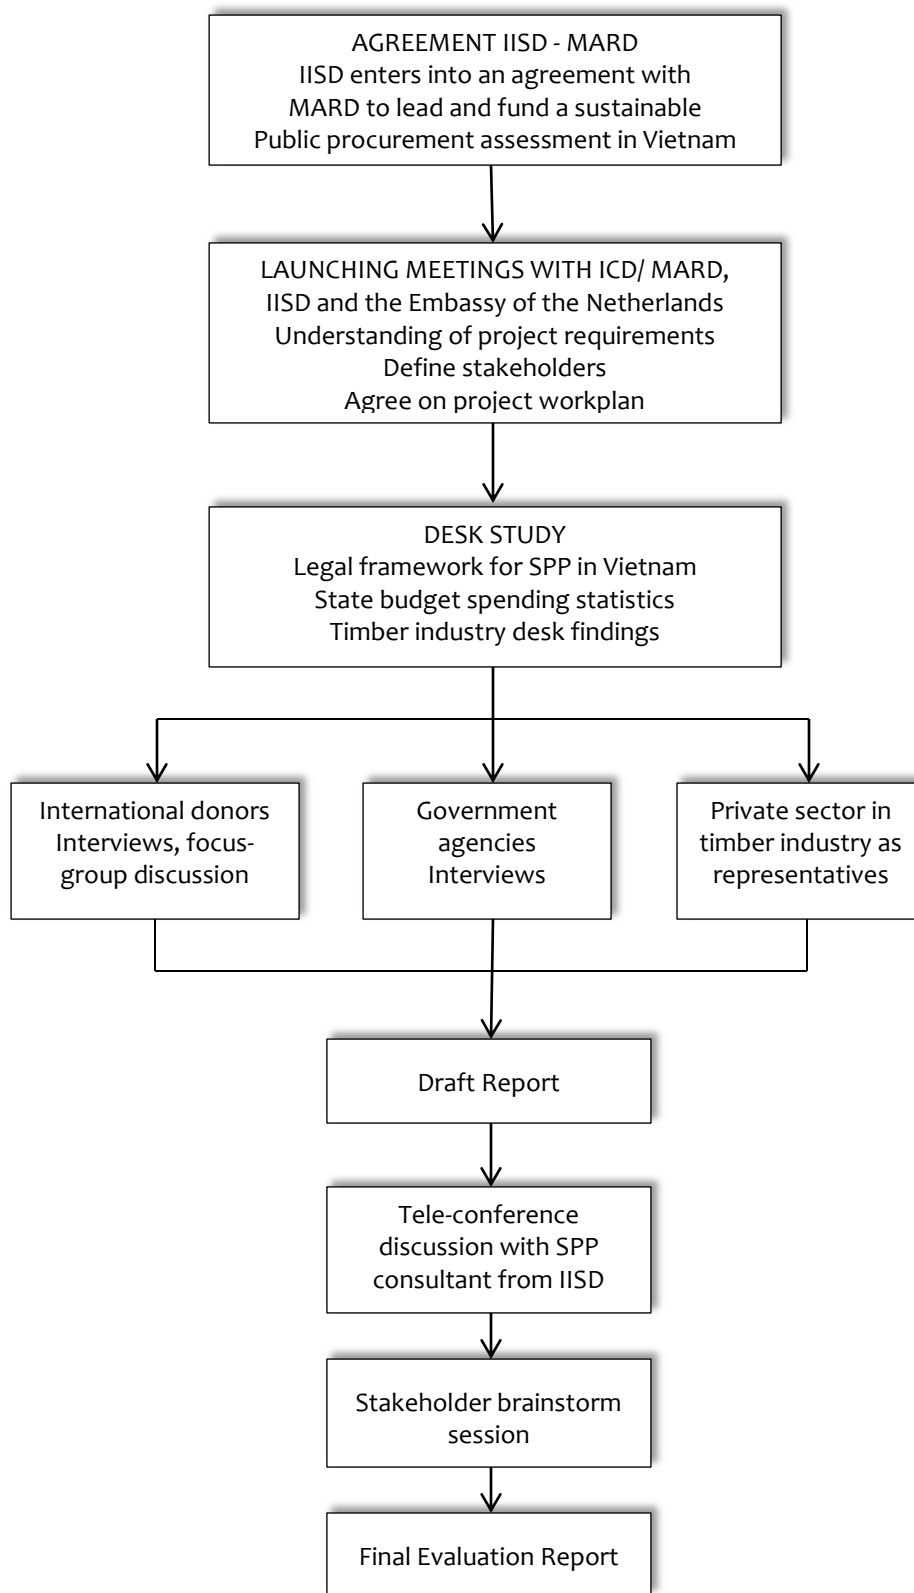 AGREEMENT IISD - MARD
IISD enters into an agreement with
MARD to lead and fund a sustainable
Public procurement assessment in Vietnam
LAUNCHING MEETINGS WITH ICD/ MARD,
IISD and the Embassy of the Netherlands
Understanding of project requirements
Define stakeholders
Agree on project workplan
DESK STUDY
Legal framework for SPP in Vietnam
State budget spending statistics
Timber industry desk findings
International donors
Interviews, focus-
group discussion
Government
agencies
Interviews
Private sector in
timber industry as
representatives
Draft Report
Tele-conference
discussion with SPP
consultant from IISD
Stakeholder brainstorm
session
Final Evaluation Report